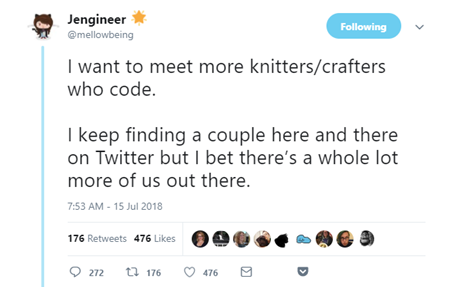 Jengineer
@mellowbeing
Following
I want to meet more knitters/crafters
who code.
I keep finding a couple here and there
on Twitter but I bet there’s a whole lot
more of us out there.
7:53 AM - 15 Jul 2018
176 Retweets 476 Likes
272 176 476